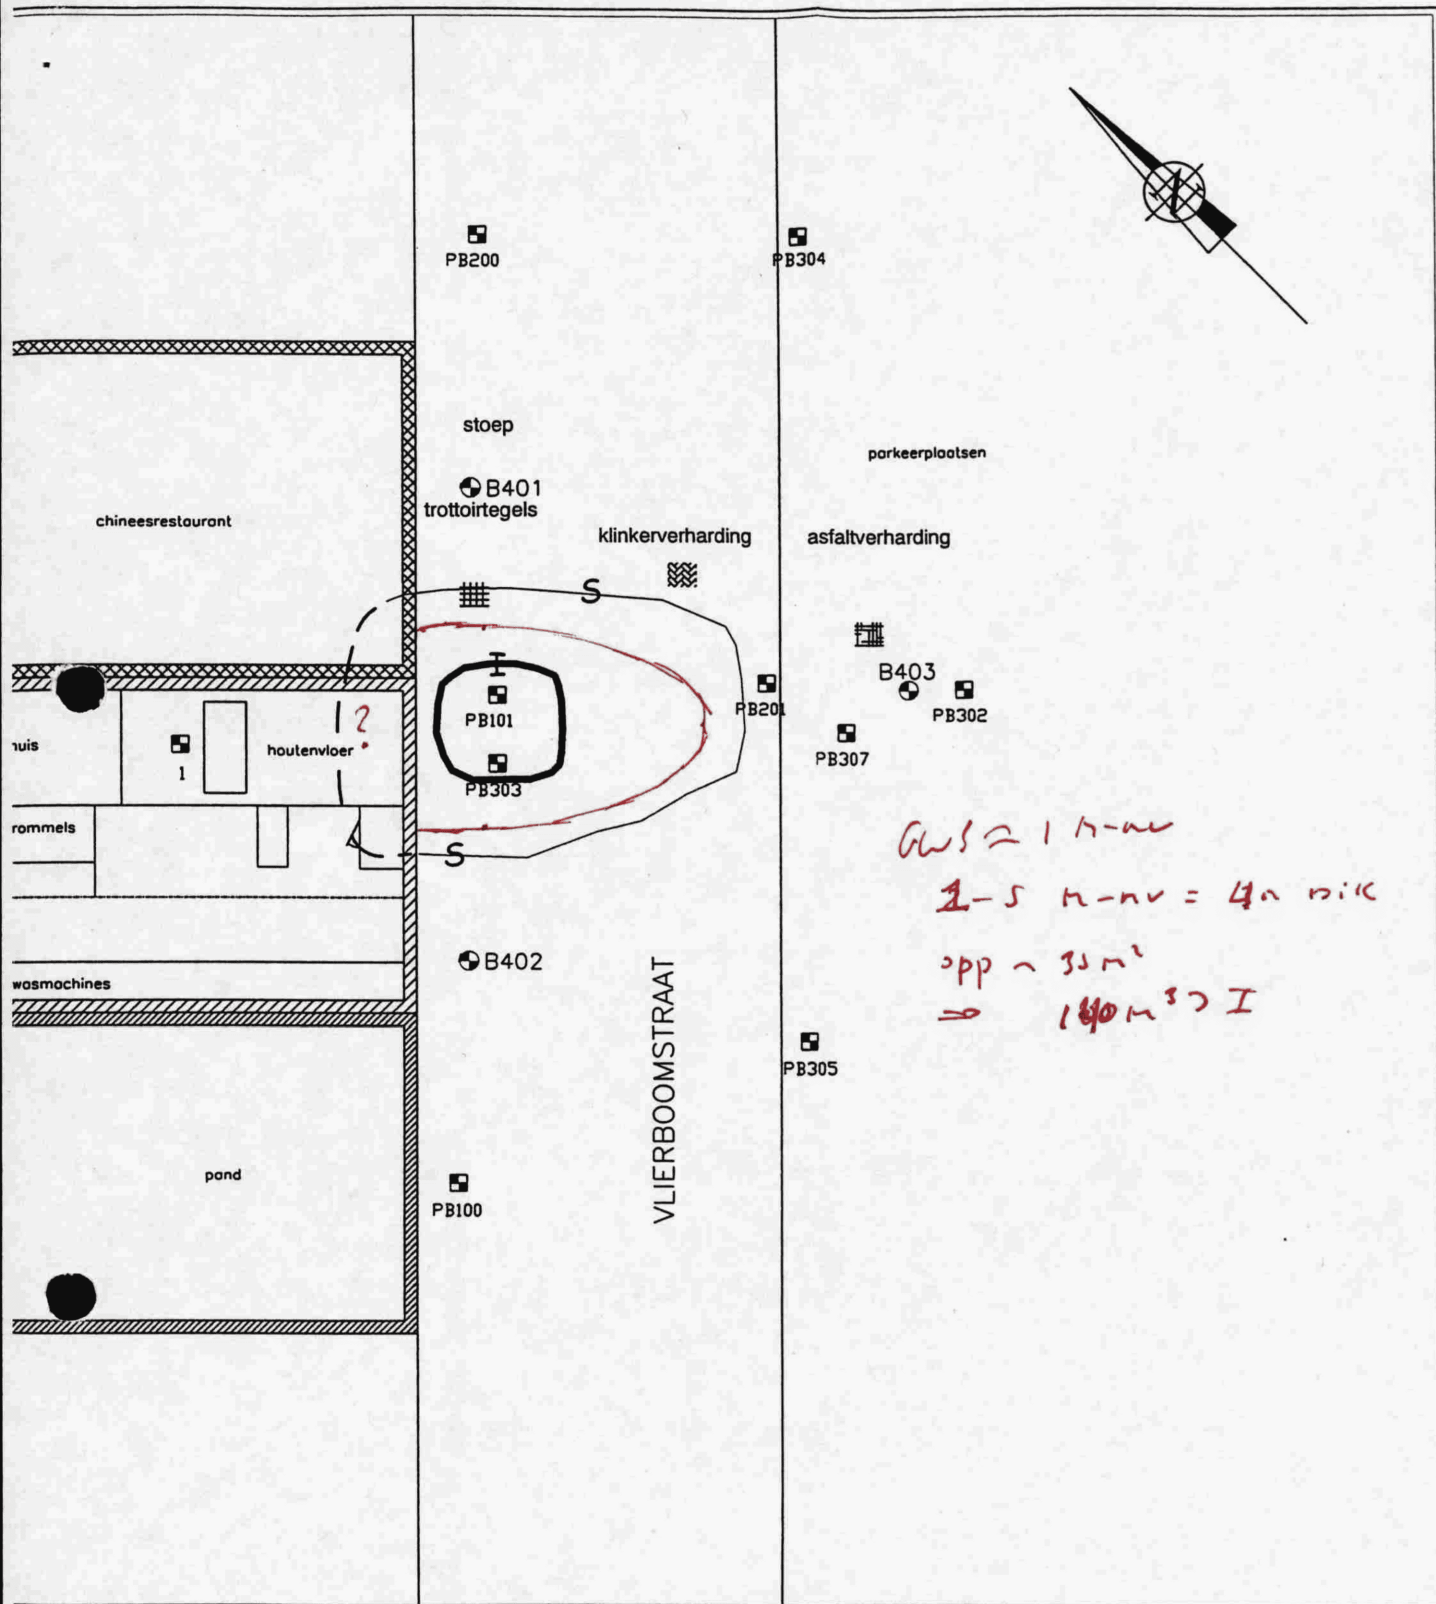 PB200
PB304
stoep
parkeerplaatsen
B401
trottoirtegels
chineesrestaurant
klinkerverharding
asfaltverharding
S
I
B403
PB101
PB201
PB302
?
huis
1
houtenvloer
PB307
PB303
rommels
S
GWS ≈ 1 m-mv
1-5 m-mv = 4m dik
opp ~ 35 m²
⇒ 140 m³ > I
B402
wasmachines
VLIERBOOMSTRAAT
PB305
pand
PB100